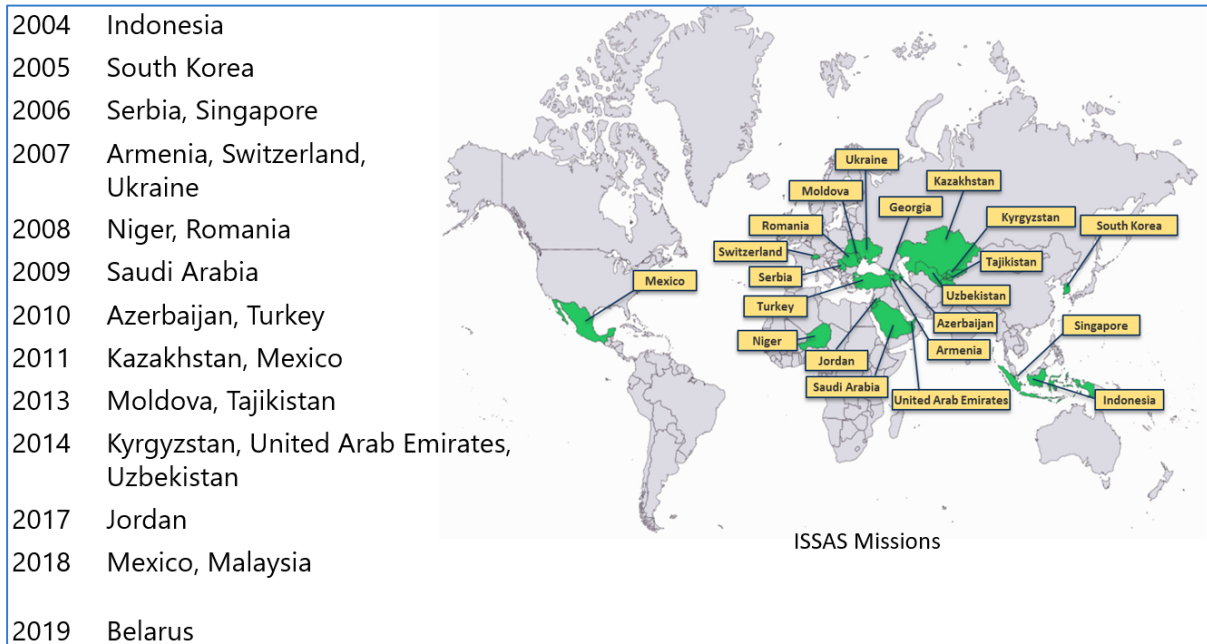 2004 Indonesia
2005 South Korea
2006 Serbia, Singapore
2007 Armenia, Switzerland,
Ukraine
2008 Niger, Romania
2009 Saudi Arabia
2010 Azerbaijan, Turkey
2011 Kazakhstan, Mexico
2013 Moldova, Tajikistan
2014 Kyrgyzstan, United Arab Emirates,
Uzbekistan
2017 Jordan
2018 Mexico, Malaysia
2019 Belarus
Ukraine
Moldova
Kazakhstan
Georgia
Romania
Kyrgyzstan
South Korea
Switzerland
Tajikistan
Serbia
Mexico
Uzbekistan
Turkey
Azerbaijan
Singapore
Niger
Armenia
Jordan
Saudi Arabia
United Arab Emirates
Indonesia
ISSAS Missions